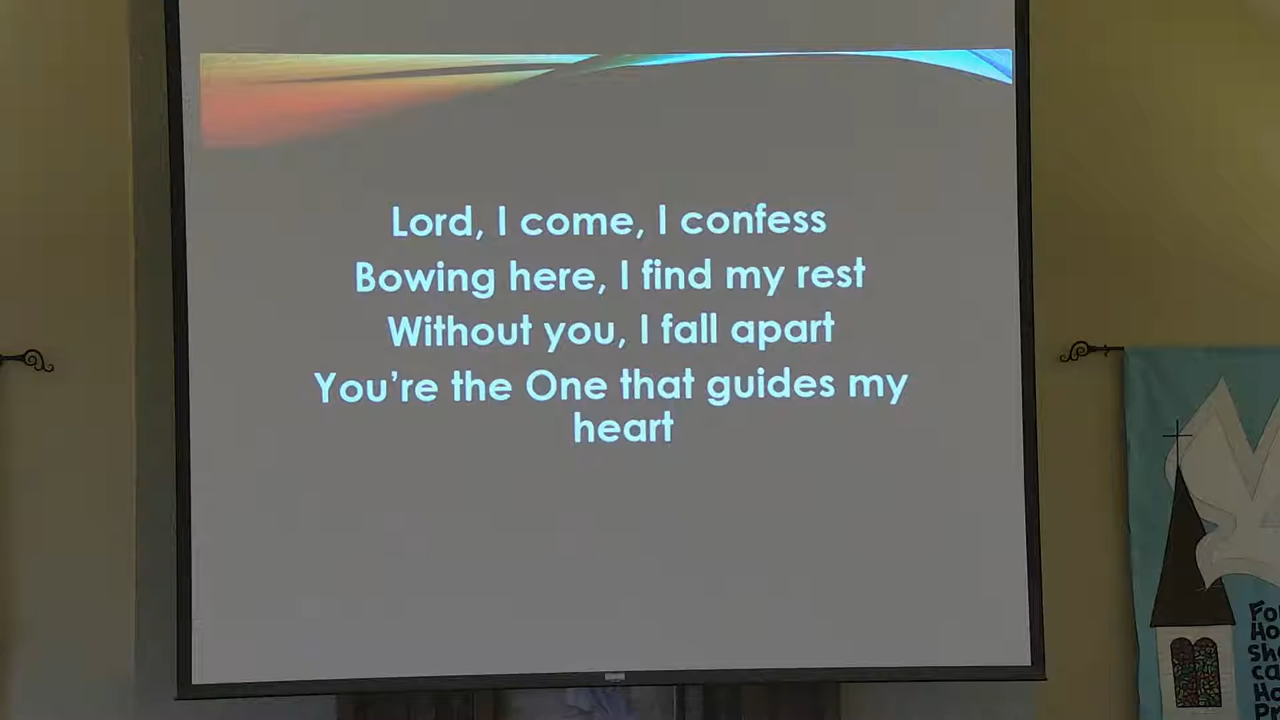 Lord, I come, I confess
Bowing here, I find my rest
Without you, I fall apart
You're the One that guides my
heart